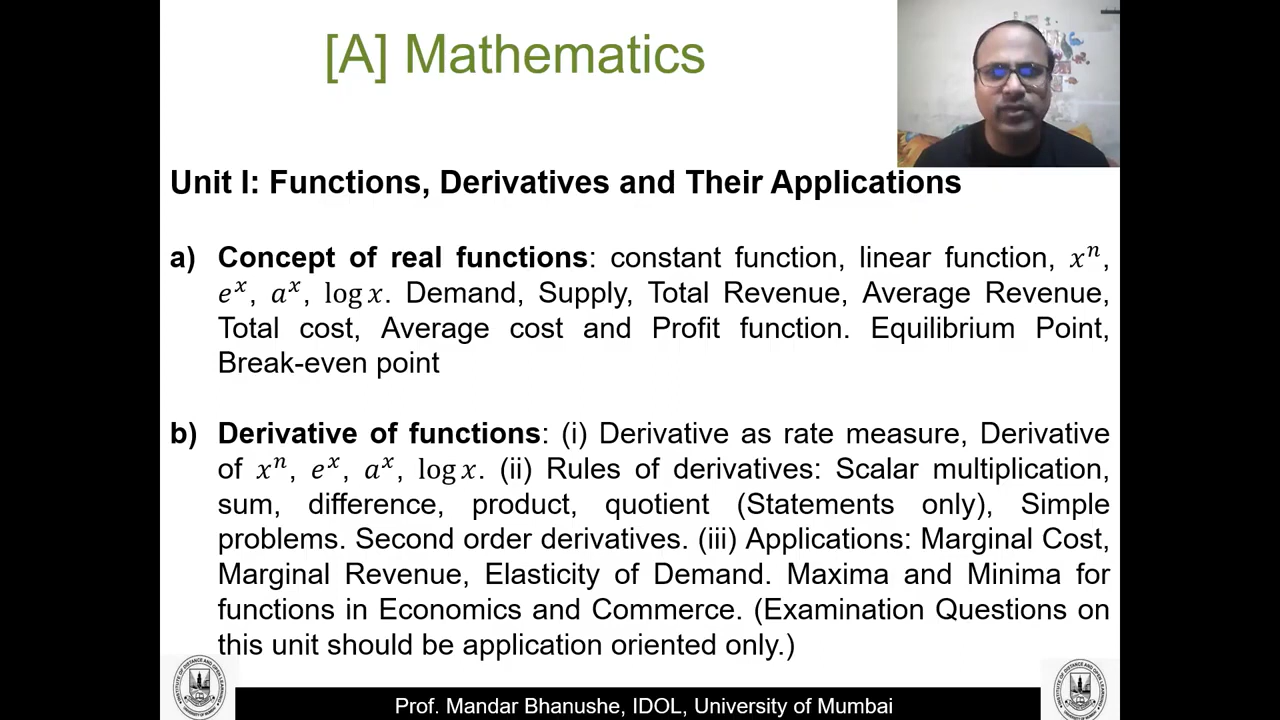 [A] Mathematics
Unit I: Functions, Derivatives and Their Applications
a) Concept of real functions: constant function, linear function, xⁿ,
eˣ, aˣ, log x. Demand, Supply, Total Revenue, Average Revenue,
Total cost, Average cost and Profit function. Equilibrium Point,
Break-even point
b) Derivative of functions: (i) Derivative as rate measure, Derivative
of xⁿ, eˣ, aˣ, log x. (ii) Rules of derivatives: Scalar multiplication,
sum, difference, product, quotient (Statements only), Simple
problems. Second order derivatives. (iii) Applications: Marginal Cost,
Marginal Revenue, Elasticity of Demand. Maxima and Minima for
functions in Economics and Commerce. (Examination Questions on
this unit should be application oriented only.)
Prof. Mandar Bhanushe, IDOL, University of Mumbai